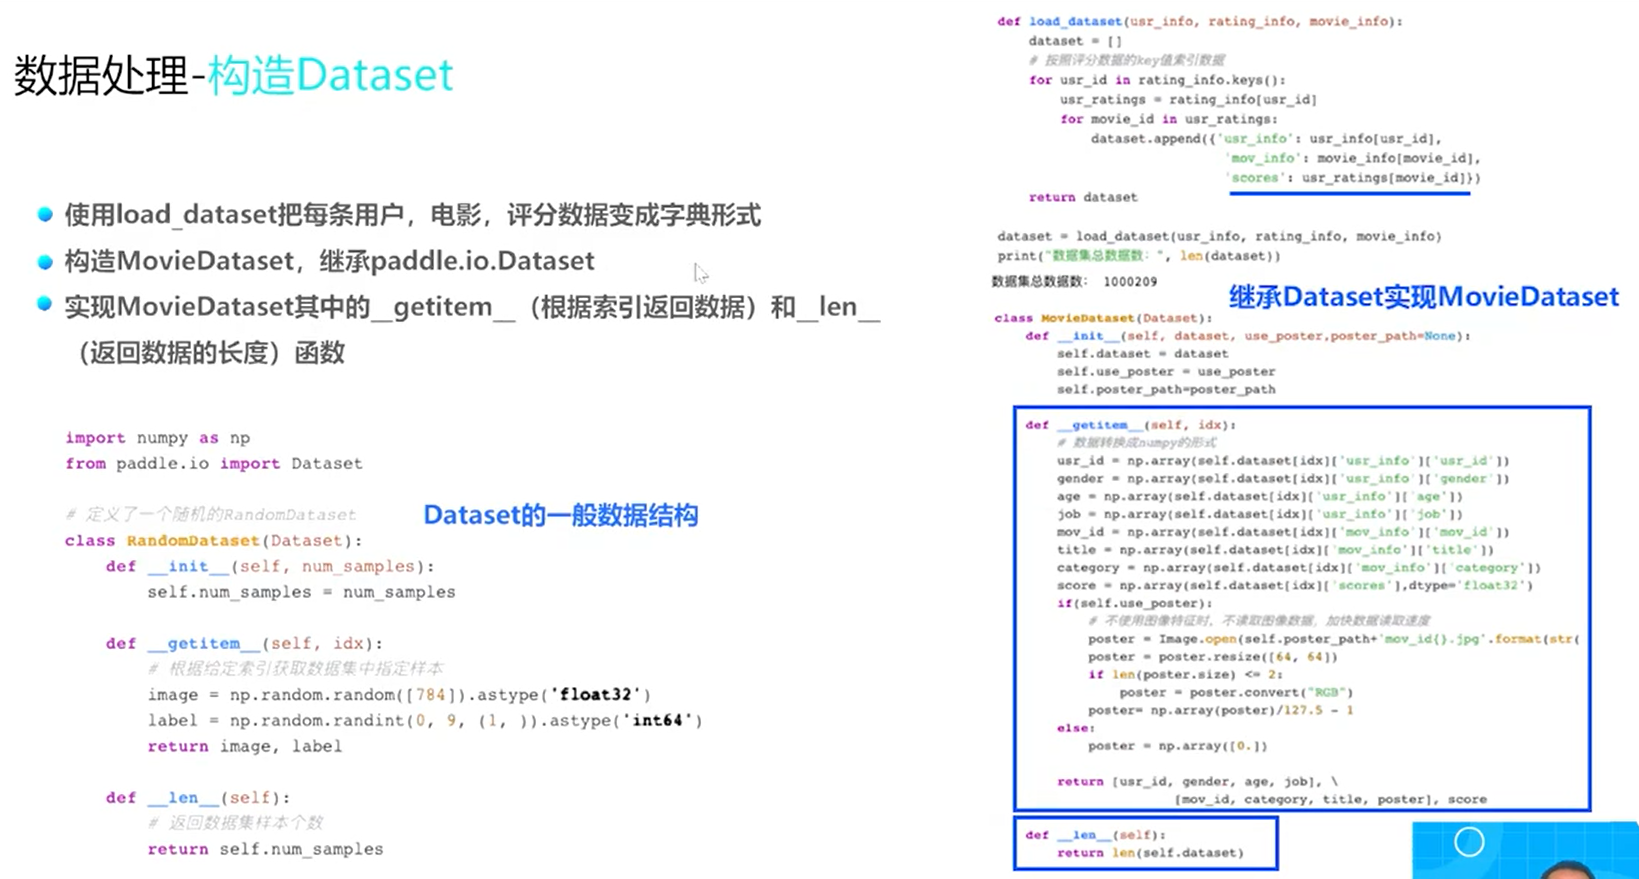 数据处理-构造Dataset
使用load_dataset把每条用户，电影，评分数据变成字典形式
构造MovieDataset，继承paddle.io.Dataset
实现MovieDataset其中的__getitem__（根据索引返回数据）和__len__
（返回数据的长度）函数
import numpy as np
from paddle.io import Dataset
# 定义了一个随机的RandomDataset
Dataset的一般数据结构
class RandomDataset(Dataset):
def __init__(self, num_samples):
self.num_samples = num_samples
def __getitem__(self, idx):
# 根据给定索引获取数据集中指定样本
image = np.random.random([784]).astype('float32')
label = np.random.randint(0, 9, (1, )).astype('int64')
return image, label
def __len__(self):
# 返回数据集样本个数
return self.num_samples
def load_dataset(usr_info, rating_info, movie_info):
dataset = []
# 按照评分数据的key值索引数据
for usr_id in rating_info.keys():
usr_ratings = rating_info[usr_id]
for movie_id in usr_ratings:
dataset.append({'usr_info': usr_info[usr_id],
'mov_info': movie_info[movie_id],
'scores': usr_ratings[movie_id]})
return dataset
dataset = load_dataset(usr_info, rating_info, movie_info)
print("数据集总数据数：", len(dataset))
数据集总数据数： 1000209
继承Dataset实现MovieDataset
class MovieDataset(Dataset):
def __init__(self, dataset, use_poster,poster_path=None):
self.dataset = dataset
self.use_poster = use_poster
self.poster_path=poster_path
def __getitem__(self, idx):
# 数据转换成numpy的形式
usr_id = np.array(self.dataset[idx]['usr_info']['usr_id'])
gender = np.array(self.dataset[idx]['usr_info']['gender'])
age = np.array(self.dataset[idx]['usr_info']['age'])
job = np.array(self.dataset[idx]['usr_info']['job'])
mov_id = np.array(self.dataset[idx]['mov_info']['mov_id'])
title = np.array(self.dataset[idx]['mov_info']['title'])
category = np.array(self.dataset[idx]['mov_info']['category'])
score = np.array(self.dataset[idx]['scores'],dtype='float32')
if(self.use_poster):
# 不使用图像特征时，不读取图像数据，加快数据读取速度
poster = Image.open(self.poster_path+'mov_id{}.jpg'.format(str(
poster = poster.resize([64, 64])
if len(poster.size) <= 2:
poster = poster.convert("RGB")
poster= np.array(poster)/127.5 - 1
else:
poster = np.array([0.])
return [usr_id, gender, age, job], \
[mov_id, category, title, poster], score
def __len__(self):
return len(self.dataset)